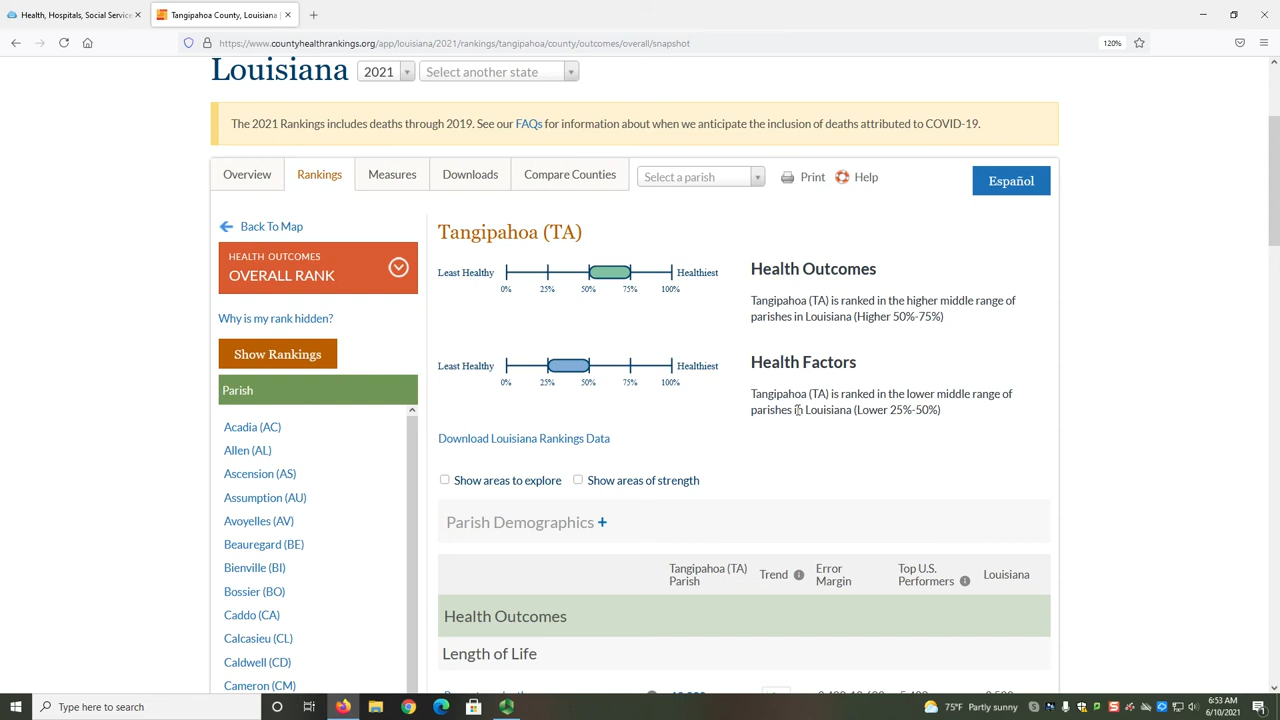 Health, Hospitals, Social Service
Tangipahoa County, Louisiana |
https://www.countyhealthrankings.org/app/louisiana/2021/rankings/tangipahoa/county/outcomes/overall/snapshot
120%
Louisiana
2021
Select another state
The 2021 Rankings includes deaths through 2019. See our FAQs for information about when we anticipate the inclusion of deaths attributed to COVID-19.
Overview
Rankings
Measures
Downloads
Compare Counties
Select a parish
Print
Help
Español
Back To Map
HEALTH OUTCOMES
OVERALL RANK
Why is my rank hidden?
Show Rankings
Parish
Acadia (AC)
Allen (AL)
Ascension (AS)
Assumption (AU)
Avoyelles (AV)
Beauregard (BE)
Bienville (BI)
Bossier (BO)
Caddo (CA)
Calcasieu (CL)
Caldwell (CD)
Cameron (CM)
Tangipahoa (TA)
Least Healthy
Healthiest
0% 25% 50% 75% 100%
Health Outcomes
Tangipahoa (TA) is ranked in the higher middle range of
parishes in Louisiana (Higher 50%-75%)
Least Healthy
Healthiest
0% 25% 50% 75% 100%
Health Factors
Tangipahoa (TA) is ranked in the lower middle range of
parishes in Louisiana (Lower 25%-50%)
Download Louisiana Rankings Data
Show areas to explore
Show areas of strength
Parish Demographics +
Tangipahoa (TA)
Parish
Trend
Error
Margin
Top U.S.
Performers
Louisiana
Health Outcomes
Length of Life
Type here to search
75°F Partly sunny
6:53 AM
6/10/2021